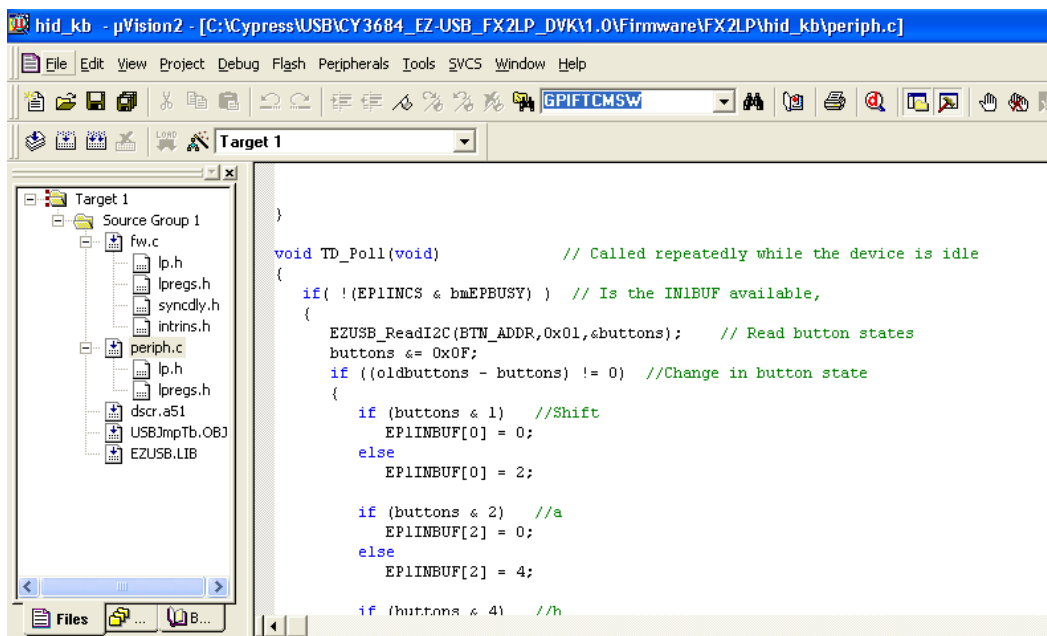 hid_kb - µVision2 - [C:\Cypress\USB\CY3684_EZ-USB_FX2LP_DVK\1.0\Firmware\FX2LP\hid_kb\periph.c]
File Edit View Project Debug Flash Peripherals Tools SVCS Window Help
GPIFTCMSW
LOAD Target 1
Target 1
Source Group 1
fw.c
lp.h
lpregs.h
syncdly.h
intrins.h
periph.c
lp.h
lpregs.h
dscr.a51
USBJmpTb.OBJ
EZUSB.LIB
Files ... B...
}
void TD_Poll(void) // Called repeatedly while the device is idle
{
if( !(EP1INCS & bmEPBUSY) ) // Is the IN1BUF available,
{
EZUSB_ReadI2C(BTN_ADDR,0x01,&buttons); // Read button states
buttons &= 0x0F;
if ((oldbuttons - buttons) != 0) //Change in button state
{
if (buttons & 1) //Shift
EP1INBUF[0] = 0;
else
EP1INBUF[0] = 2;
if (buttons & 2) //a
EP1INBUF[2] = 0;
else
EP1INBUF[2] = 4;
if (buttons & 4) //b